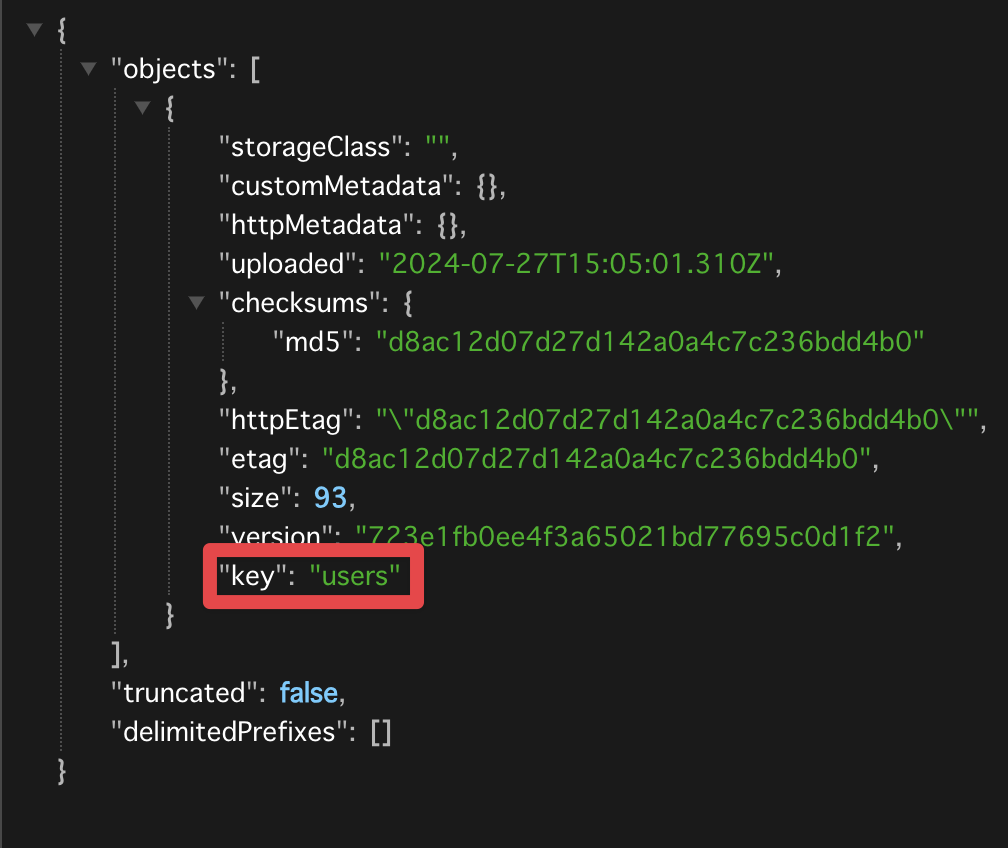 {
"objects": [
{
"storageClass": "",
"customMetadata": {},
"httpMetadata": {},
"uploaded": "2024-07-27T15:05:01.310Z",
"checksums": {
"md5": "d8ac12d07d27d142a0a4c7c236bdd4b0"
},
"httpEtag": "\"d8ac12d07d27d142a0a4c7c236bdd4b0\"",
"etag": "d8ac12d07d27d142a0a4c7c236bdd4b0",
"size": 93,
"version": "723e1fb0ee4f3a65021bd77695c0d1f2",
"key": "users"
}
],
"truncated": false,
"delimitedPrefixes": []
}